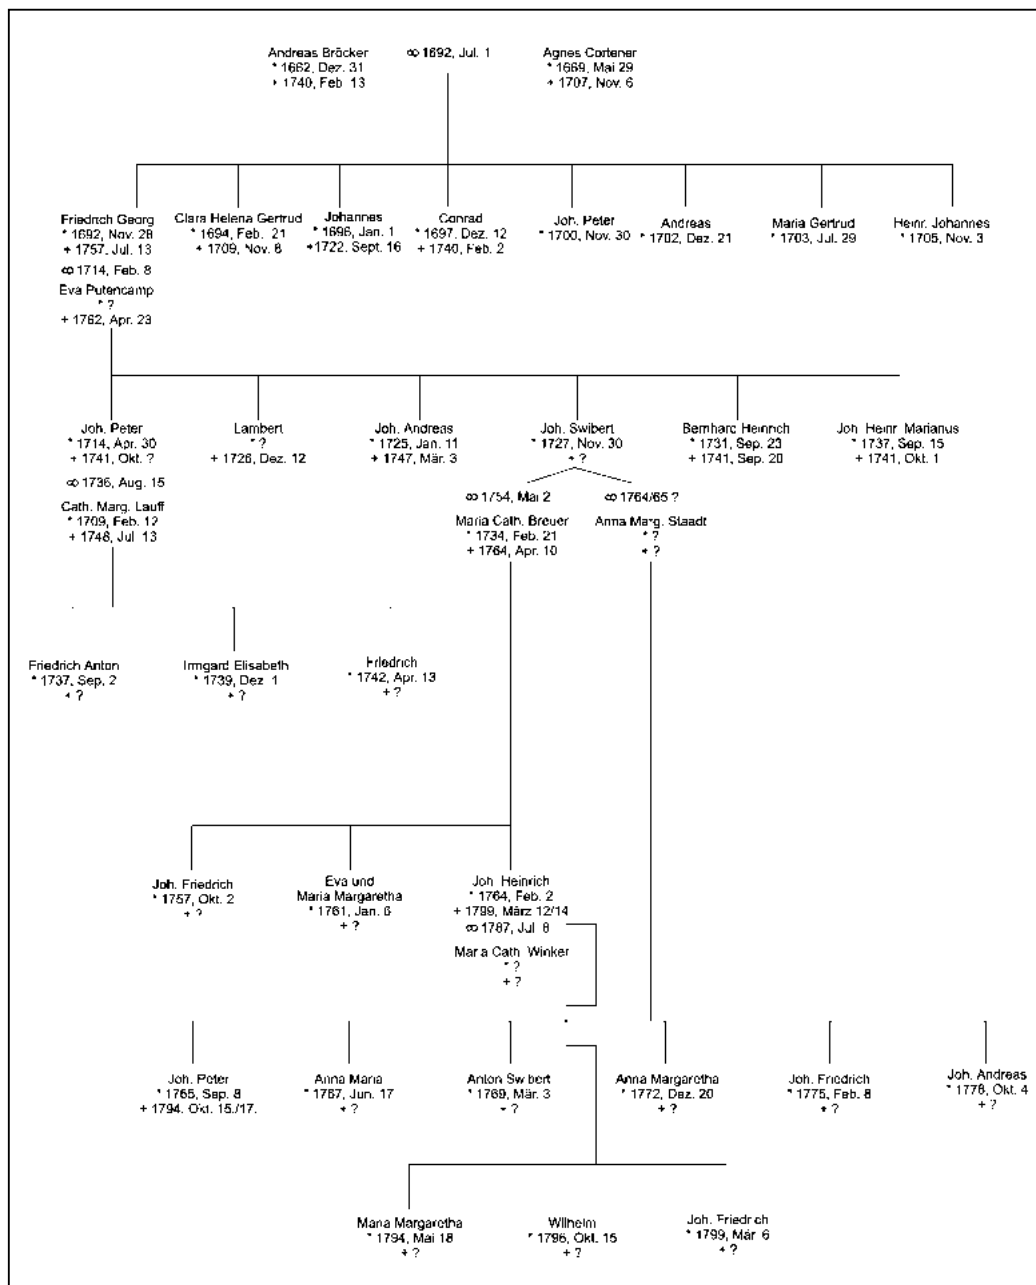 Andreas Bröcker
* 1662, Dez. 31
+ 1740, Feb 13
∞ 1692, Jul. 1
Agnes Cortener
* 1669, Mai 29
+ 1707, Nov. 6
Friedrich Georg
* 1692, Nov. 28
+ 1757, Jul. 13
∞ 1714, Feb. 8
Eva Putencamp
* ?
+ 1762, Apr. 23
Clara Helena Gertrud
* 1694, Feb. 21
+ 1709, Nov. 8
Johannes
* 1696, Jan. 1
+ 1722, Sept. 16
Conrad
* 1697, Dez. 12
+ 1740, Feb. 2
Joh. Peter
* 1700, Nov. 30
Andreas
* 1702, Dez. 21
Maria Gertrud
* 1703, Jul. 29
Heinr. Johannes
* 1705, Nov. 3
Joh. Peter
* 1714, Apr. 30
+ 1741, Okt. ?
∞ 1736, Aug. 15
Cath. Marg. Lauff
* 1709, Feb. 12
+ 1748, Jul 13
Lambert
* ?
+ 1726, Dez. 12
Joh. Andreas
* 1725, Jan. 11
+ 1747, Mär. 3
Joh. Swibert
* 1727, Nov. 30
+ ?
∞ 1754, Mai 2
Maria Cath. Breuer
* 1734, Feb. 21
+ 1764, Apr. 10
∞ 1764/65 ?
Anna Marg. Staadt
* ?
+ ?
Bernhard Heinrich
* 1731, Sep. 23
+ 1741, Sep. 20
Joh Heinr Marianus
* 1737, Sep. 15
+ 1741, Okt. 1
Friedrich Anton
* 1737, Sep. 2
+ ?
Irmgard Elisabeth
* 1739, Dez 1
+ ?
Friedrich
* 1742, Apr. 13
+ ?
Joh. Friedrich
* 1757, Okt. 2
+ ?
Eva und
Maria Margaretha
* 1761, Jan. 6
+ ?
Joh Heinrich
* 1764, Feb. 2
+ 1799, März 12/14
∞ 1787, Jul 8
Maria Cath Winker
* ?
+ ?
Joh. Peter
* 1765, Sep. 8
+ 1794, Okt. 15./17.
Anna Maria
* 1767, Jun. 17
+ ?
Anton Swibert
* 1769, Mär. 3
+ ?
Anna Margaretha
* 1772, Dez. 20
+ ?
Joh. Friedrich
* 1775, Feb. 8
+ ?
Joh. Andreas
* 1778, Okt. 4
+ ?
Maria Margaretha
* 1794, Mai 18
+ ?
Wilhelm
* 1796, Okt. 15
+ ?
Joh. Friedrich
* 1799, Mär 6
+ ?